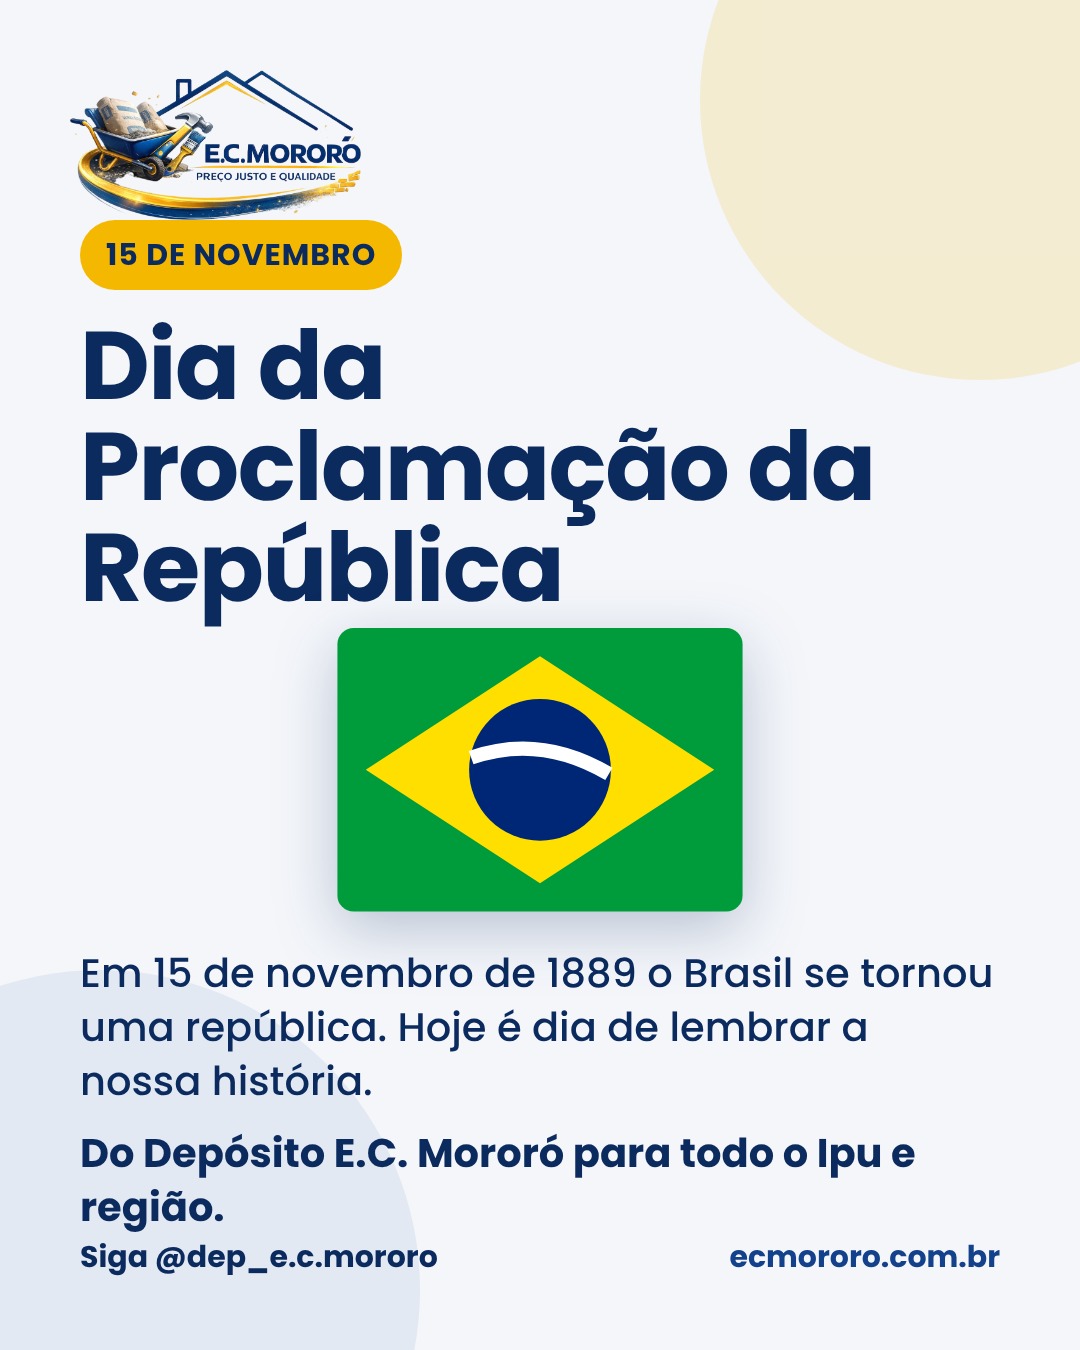 E.C.MORORÓ
PREÇO JUSTO E QUALIDADE
15 DE NOVEMBRO
Dia da
Proclamação da
República
Em 15 de novembro de 1889 o Brasil se tornou
uma república. Hoje é dia de lembrar a
nossa história.
Do Depósito E.C. Mororó para todo o Ipu e
região.
Siga @dep_e.c.mororo
ecmororo.com.br